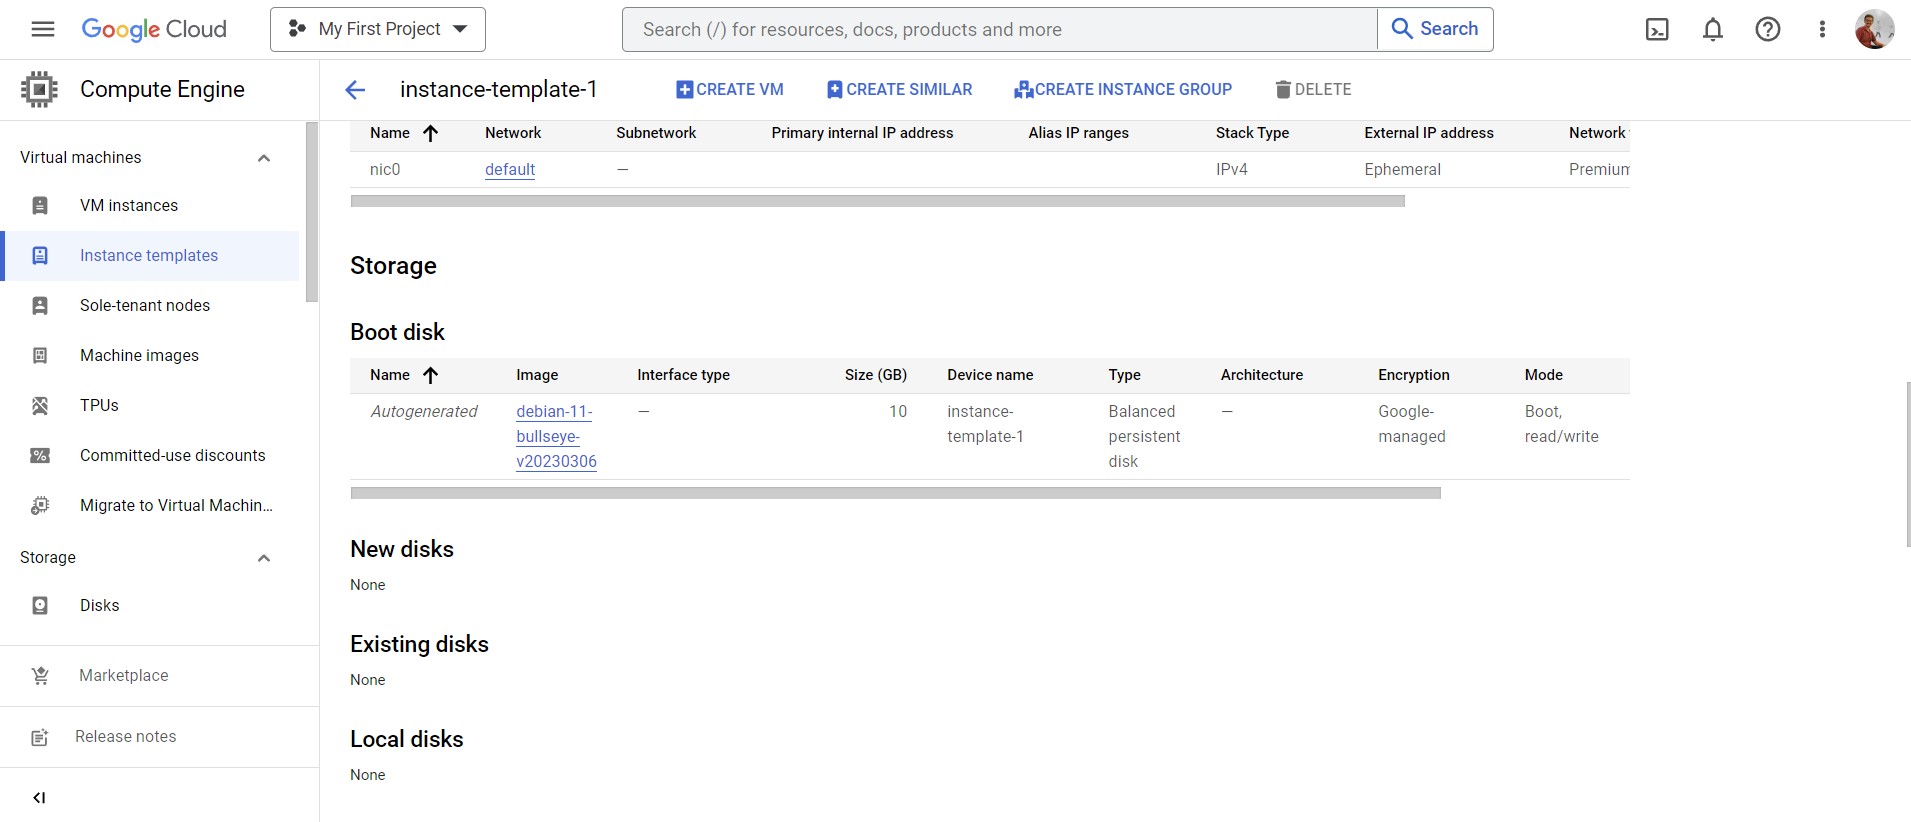 Google Cloud
My First Project
Search (/) for resources, docs, products and more
Search
Compute Engine
instance-template-1
CREATE VM
CREATE SIMILAR
CREATE INSTANCE GROUP
DELETE
Virtual machines
VM instances
Instance templates
Sole-tenant nodes
Machine images
TPUs
Committed-use discounts
Migrate to Virtual Machin...
Storage
Disks
Marketplace
Release notes
Name Network Subnetwork Primary internal IP address Alias IP ranges Stack Type External IP address Network
nic0 default — IPv4 Ephemeral Premium
Storage
Boot disk
Name Image Interface type Size (GB) Device name Type Architecture Encryption Mode
Autogenerated debian-11- — 10 instance- Balanced — Google- Boot,
bullseye- template-1 persistent managed read/write
v20230306 disk
New disks
None
Existing disks
None
Local disks
None